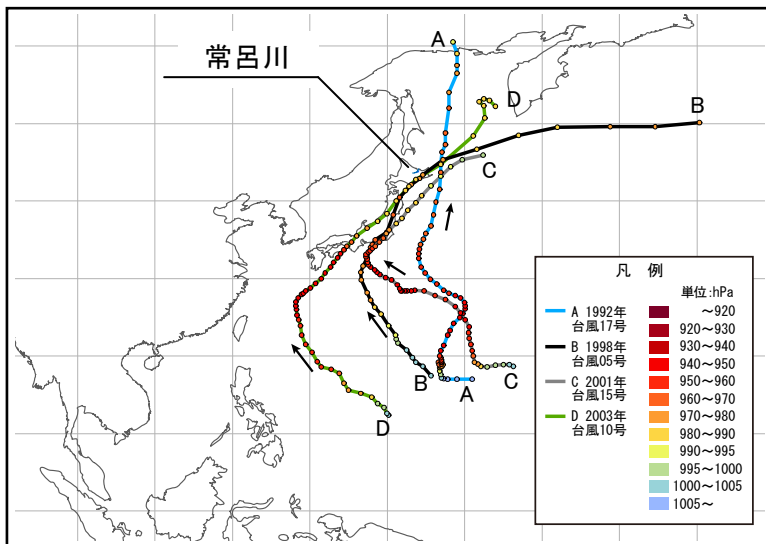 A
常呂川
D
B
C
B
A
C
D
凡 例
単位:hPa
A 1992年
台風17号
B 1998年
台風05号
C 2001年
台風15号
D 2003年
台風10号
～920
920～930
930～940
940～950
950～960
960～970
970～980
980～990
990～995
995～1000
1000～1005
1005～